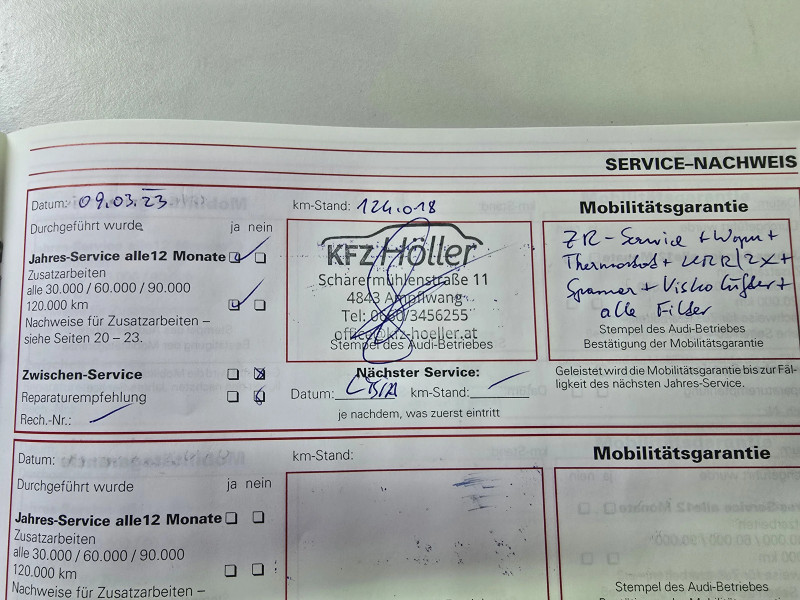 SERVICE–NACHWEIS
Datum: 09.03.23
km-Stand: 124.018
Mobilitätsgarantie
Durchgeführt wurde
ja nein
Jahres-Service alle12 Monate
Zusatzarbeiten
alle 30.000 / 60.000 / 90.000
120.000 km
Nachweise für Zusatzarbeiten –
siehe Seiten 20 – 23.
KFZ Höller
Scharermühlenstraße 11
4843 Ampflwang
Tel: 0660/3456255
office@kfz-hoeller.at
Stempel des Audi-Betriebes
ZR-Service + Wapu +
Thermostat + KRR/2x +
Spanner + Visko Lüfter +
alle Filter
Stempel des Audi-Betriebes
Bestätigung der Mobilitätsgarantie
Zwischen-Service
Reparaturempfehlung
Rech.-Nr.:
Nächster Service:
Datum: km-Stand:
je nachdem, was zuerst eintritt
Geleistet wird die Mobilitätsgarantie bis zur Fäl-
ligkeit des nächsten Jahres-Service.
Datum:
km-Stand:
Mobilitätsgarantie
Durchgeführt wurde
ja nein
Jahres-Service alle12 Monate
Zusatzarbeiten
alle 30.000 / 60.000 / 90.000
120.000 km
Nachweise für Zusatzarbeiten –
Stempel des Audi-Betriebes